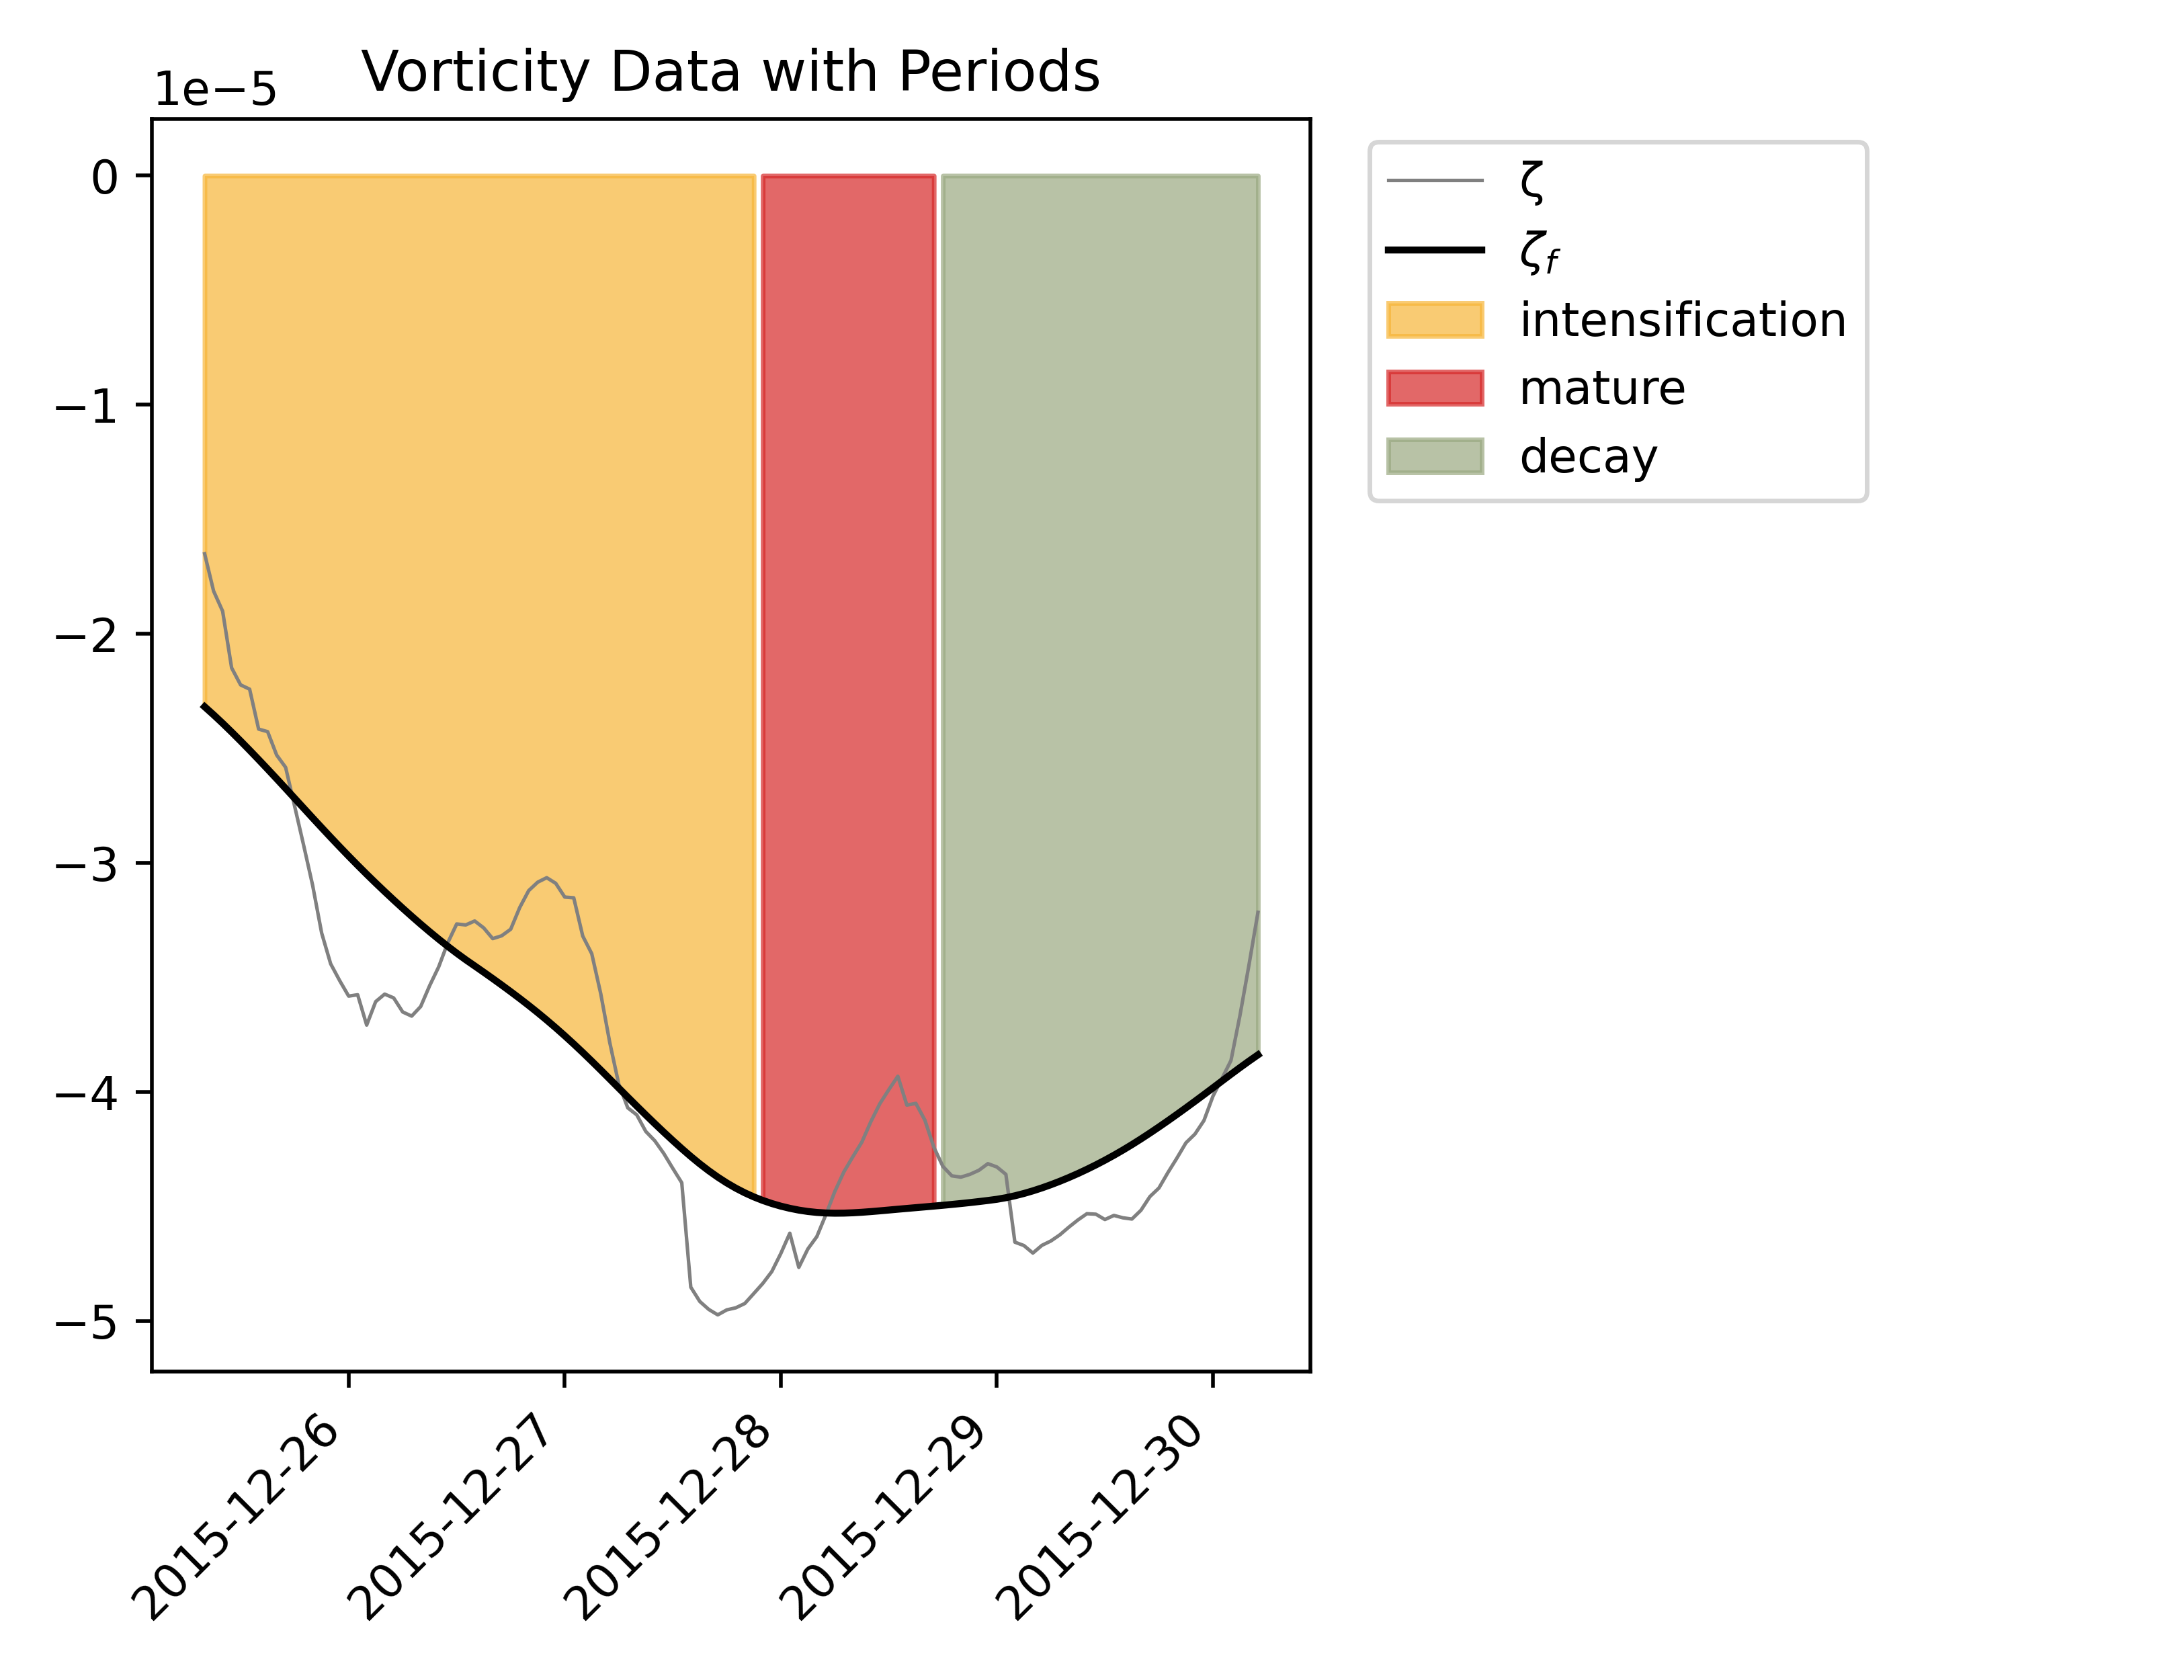 Vorticity Data with Periods
1e−5
0
−1
−2
−3
−4
−5
2015-12-26
2015-12-27
2015-12-28
2015-12-29
2015-12-30
ζ
ζf
intensification
mature
decay